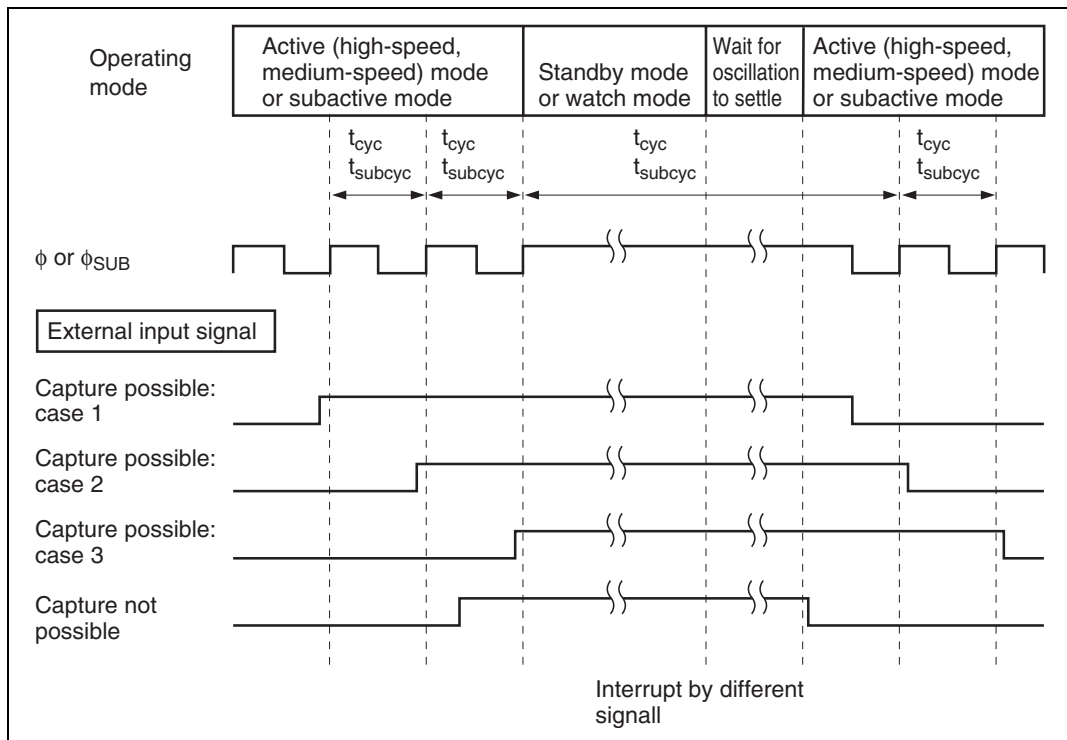 Operating
mode
Active (high-speed,
medium-speed) mode
or subactive mode
Standby mode
or watch mode
Wait for
oscillation
to settle
Active (high-speed,
medium-speed) mode
or subactive mode
tcyc
tsubcyc
tcyc
tsubcyc
tcyc
tsubcyc
tcyc
tsubcyc
ϕ or ϕSUB
External input signal
Capture possible:
case 1
Capture possible:
case 2
Capture possible:
case 3
Capture not
possible
Interrupt by different
signall